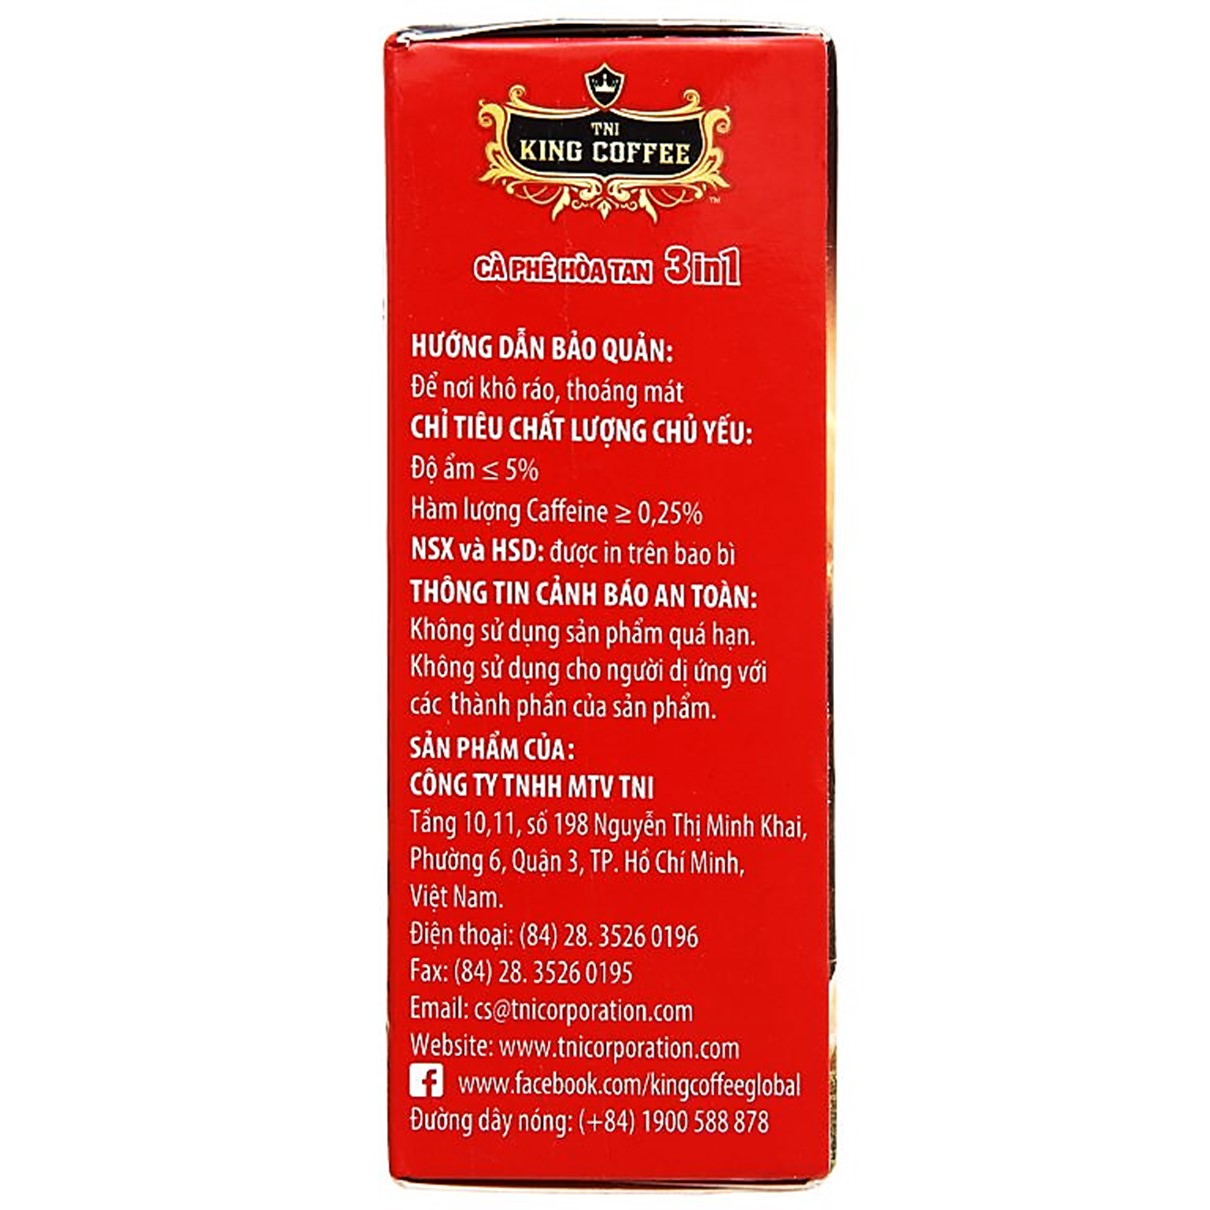 TNI
KING COFFEE
TM
CÀ PHÊ HÒA TAN 3in1
HƯỚNG DẪN BẢO QUẢN:
Để nơi khô ráo, thoáng mát
CHỈ TIÊU CHẤT LƯỢNG CHỦ YẾU:
Độ ẩm ≤ 5%
Hàm lượng Caffeine ≥ 0,25%
NSX và HSD: được in trên bao bì
THÔNG TIN CẢNH BÁO AN TOÀN:
Không sử dụng sản phẩm quá hạn.
Không sử dụng cho người dị ứng với
các thành phần của sản phẩm.
SẢN PHẨM CỦA:
CÔNG TY TNHH MTV TNI
Tầng 10,11, số 198 Nguyễn Thị Minh Khai,
Phường 6, Quận 3, TP. Hồ Chí Minh,
Việt Nam.
Điện thoại: (84) 28. 3526 0196
Fax: (84) 28. 3526 0195
Email: cs@tnicorporation.com
Website: www.tnicorporation.com
f www.facebook.com/kingcoffeeglobal
Đường dây nóng: (+84) 1900 588 878